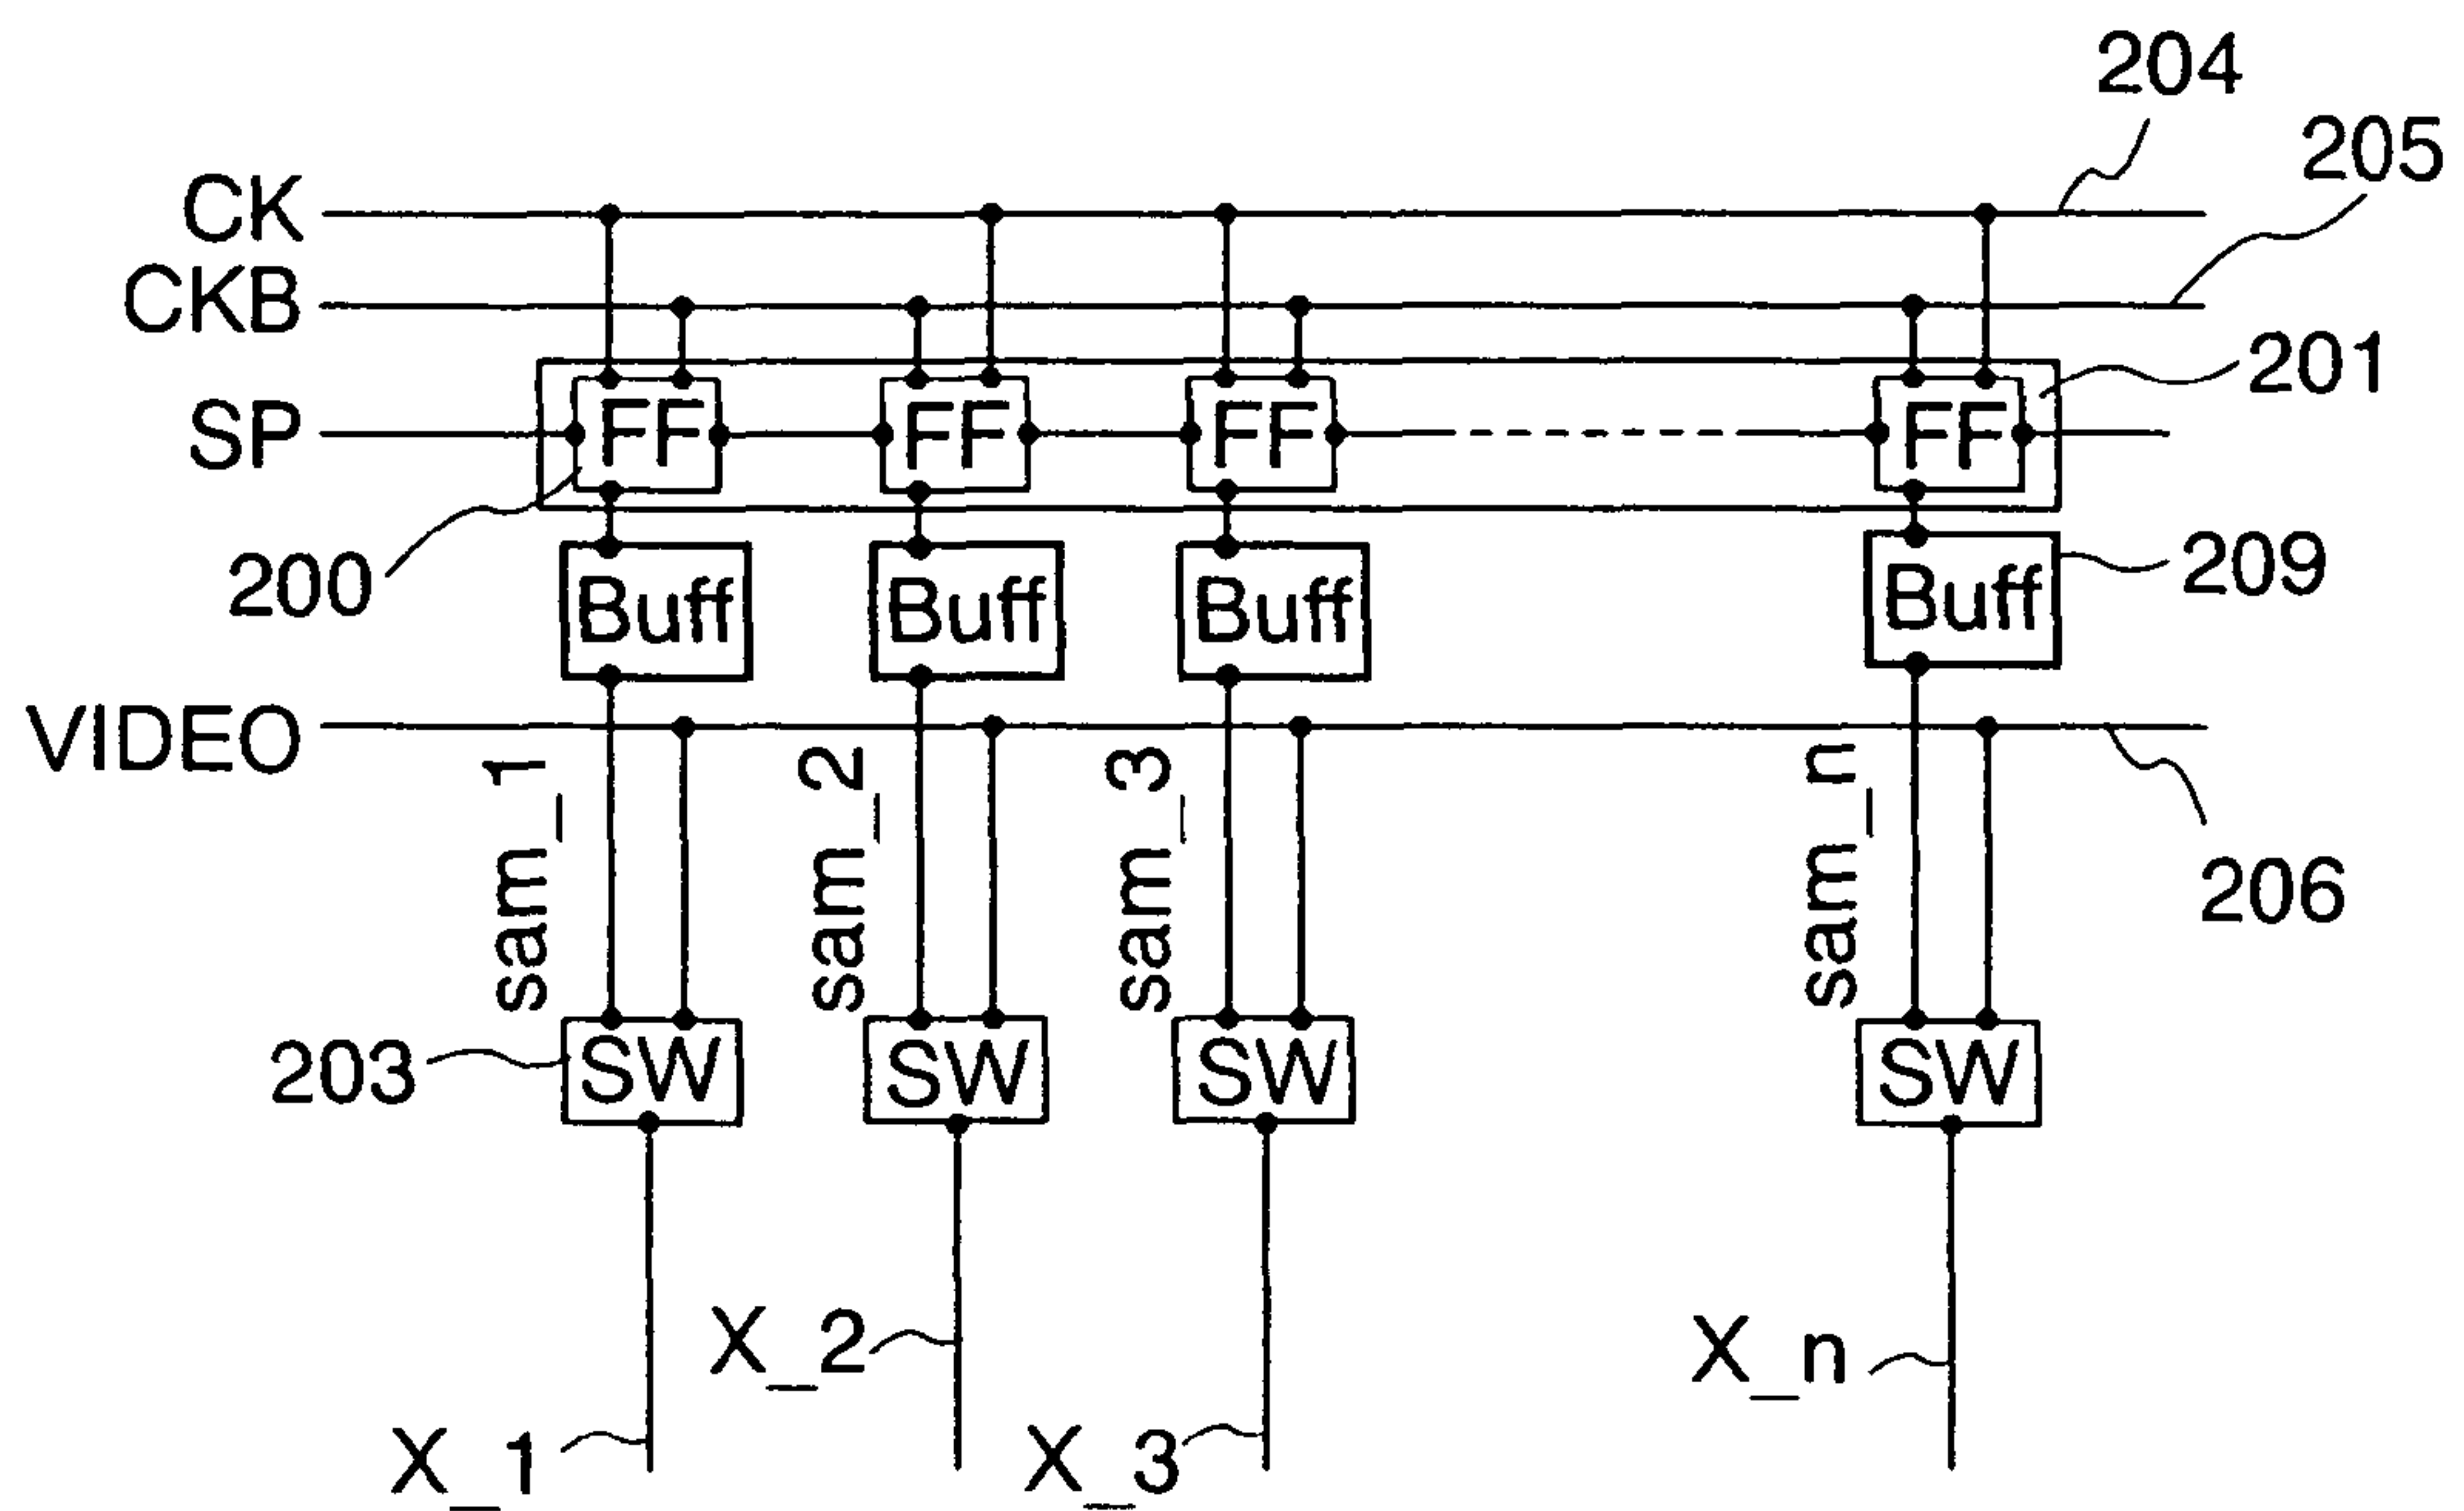 204
205
CK
CKB
201
SP
FF FF FF FF
200
Buff Buff Buff Buff
209
VIDEO
sam_1 sam_2 sam_3 sam_n
206
203
SW SW SW SW
X_2
X_n
X_1
X_3